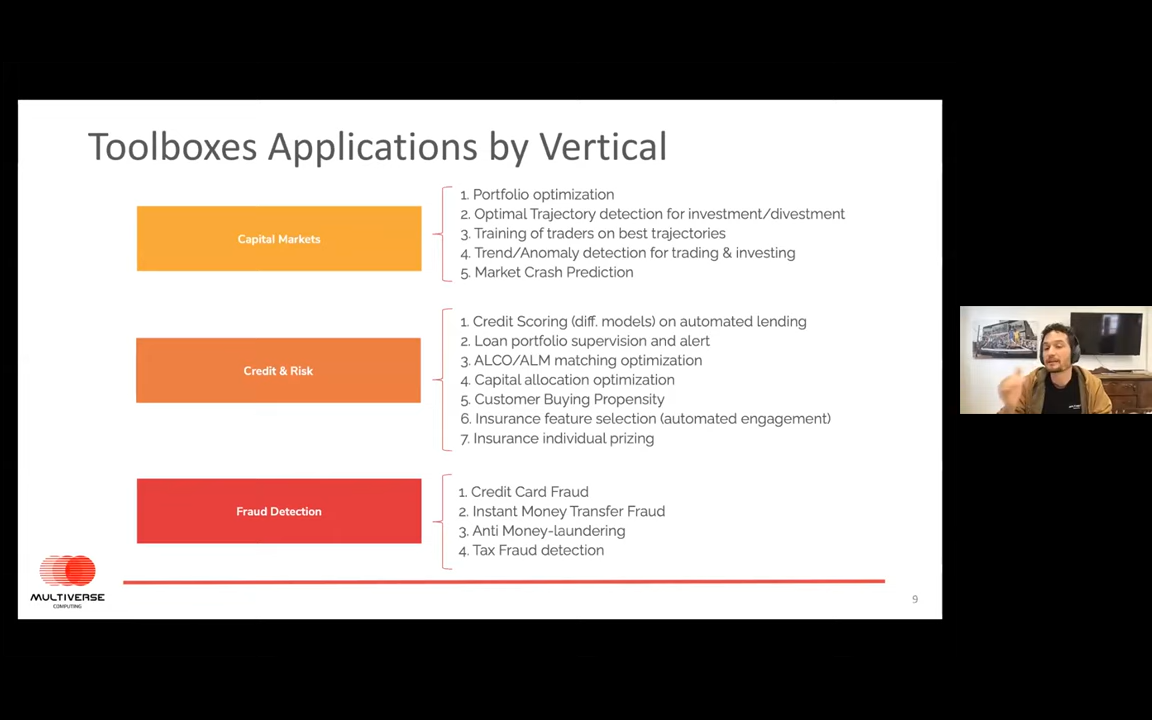 Toolboxes Applications by Vertical
Capital Markets
1. Portfolio optimization
2. Optimal Trajectory detection for investment/divestment
3. Training of traders on best trajectories
4. Trend/Anomaly detection for trading & investing
5. Market Crash Prediction
Credit & Risk
1. Credit Scoring (diff. models) on automated lending
2. Loan portfolio supervision and alert
3. ALCO/ALM matching optimization
4. Capital allocation optimization
5. Customer Buying Propensity
6. Insurance feature selection (automated engagement)
7. Insurance individual prizing
Fraud Detection
1. Credit Card Fraud
2. Instant Money Transfer Fraud
3. Anti Money-laundering
4. Tax Fraud detection
MULTIVERSE
COMPUTING
9